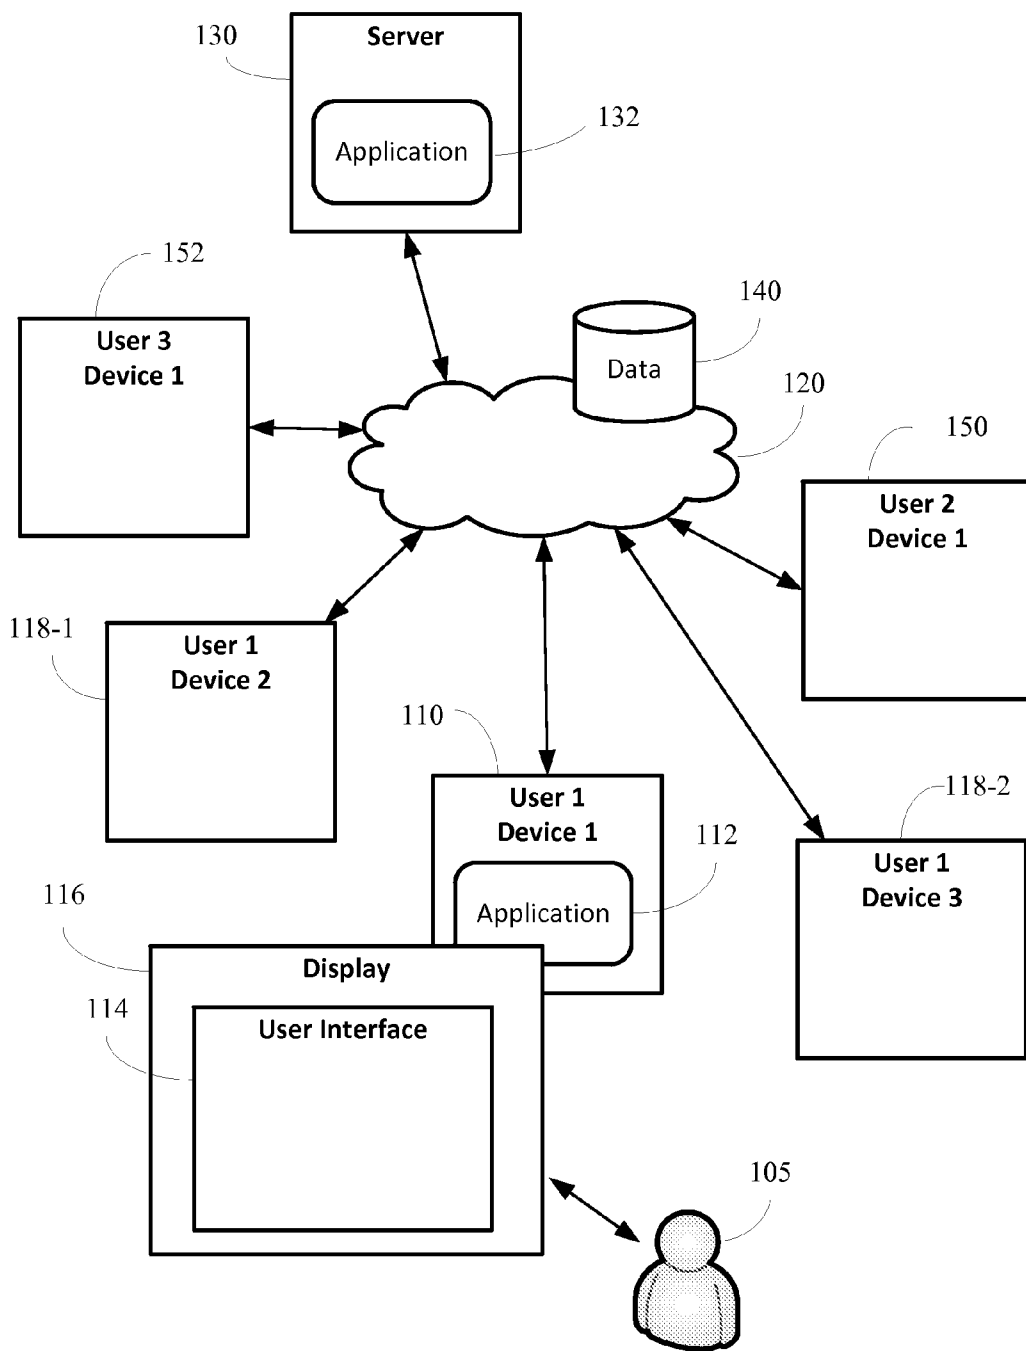 130
Server
Application
132
152
User 3
Device 1
140
Data
120
150
User 2
Device 1
118-1
User 1
Device 2
110
User 1
Device 1
112
Application
118-2
User 1
Device 3
116
Display
114
User Interface
105